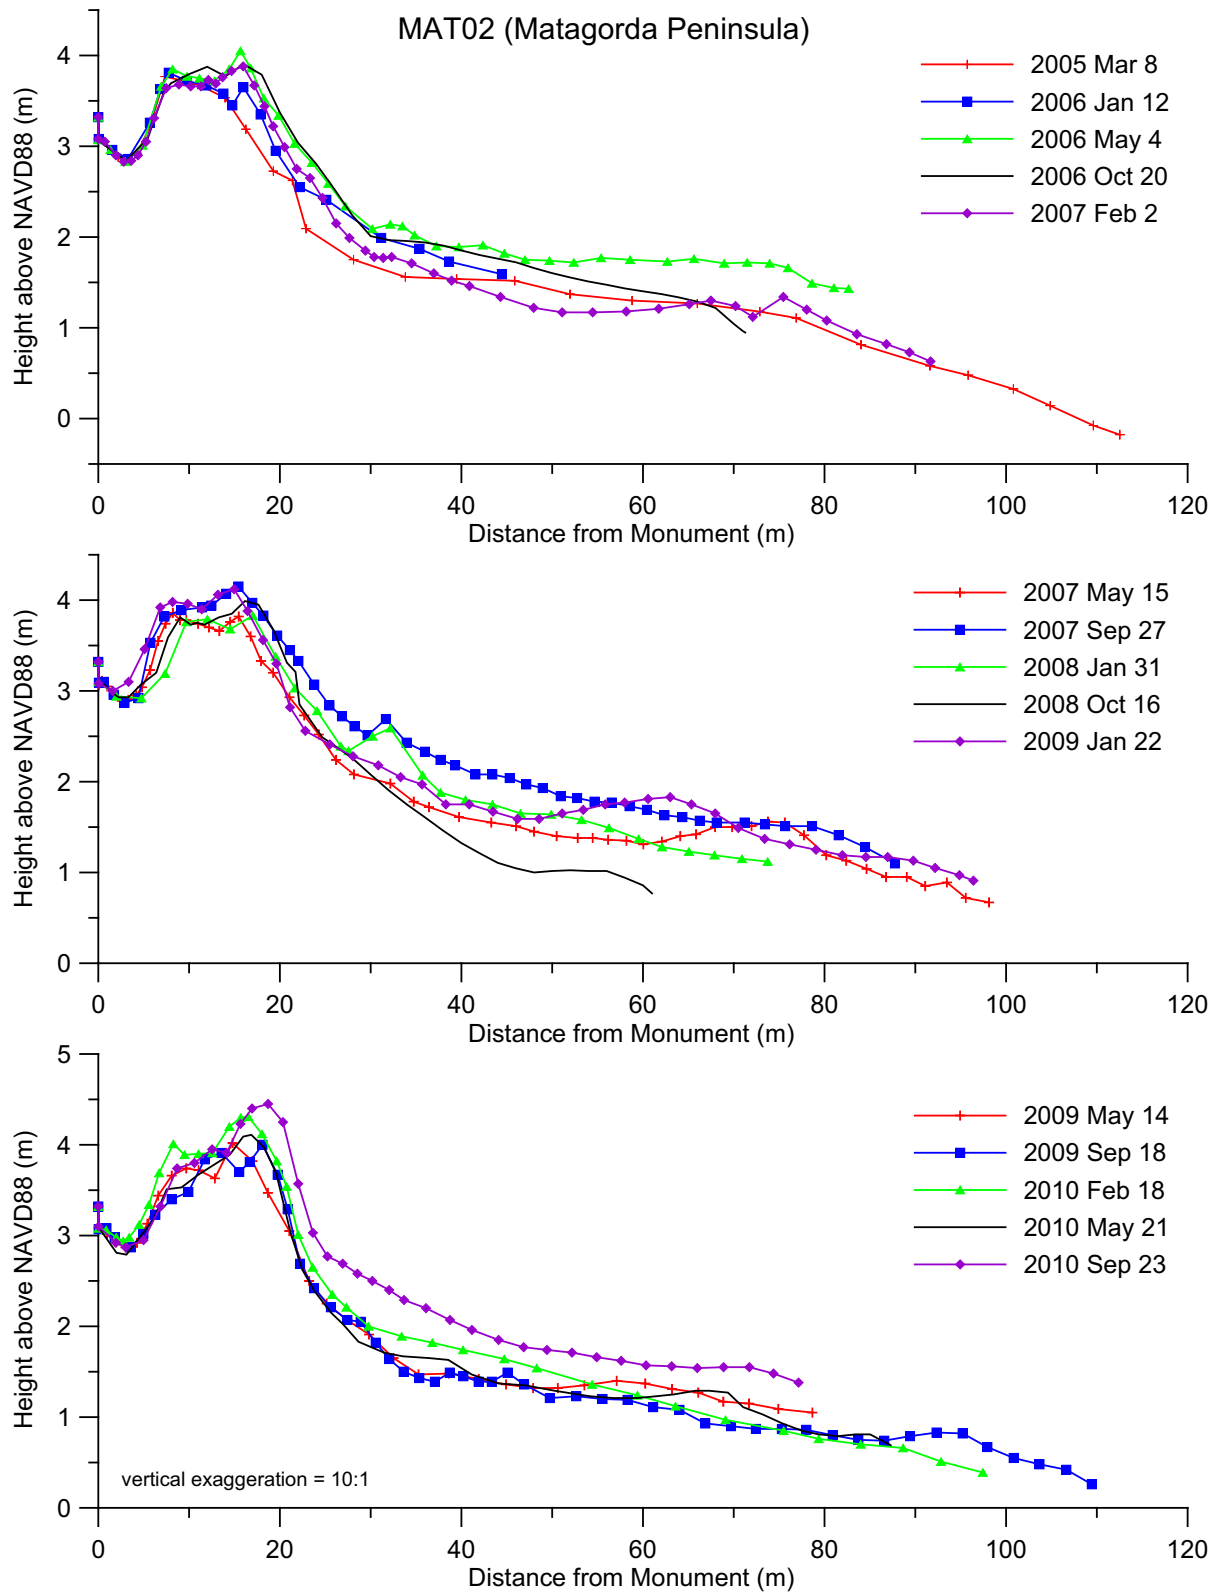 MAT02 (Matagorda Peninsula)
Height above NAVD88 (m)
4
3
2
1
0
2005 Mar 8
2006 Jan 12
2006 May 4
2006 Oct 20
2007 Feb 2
0 20 40 60 80 100 120
Distance from Monument (m)
Height above NAVD88 (m)
4
3
2
1
0
2007 May 15
2007 Sep 27
2008 Jan 31
2008 Oct 16
2009 Jan 22
0 20 40 60 80 100 120
Distance from Monument (m)
Height above NAVD88 (m)
5
4
3
2
1
0
2009 May 14
2009 Sep 18
2010 Feb 18
2010 May 21
2010 Sep 23
vertical exaggeration = 10:1
0 20 40 60 80 100 120
Distance from Monument (m)